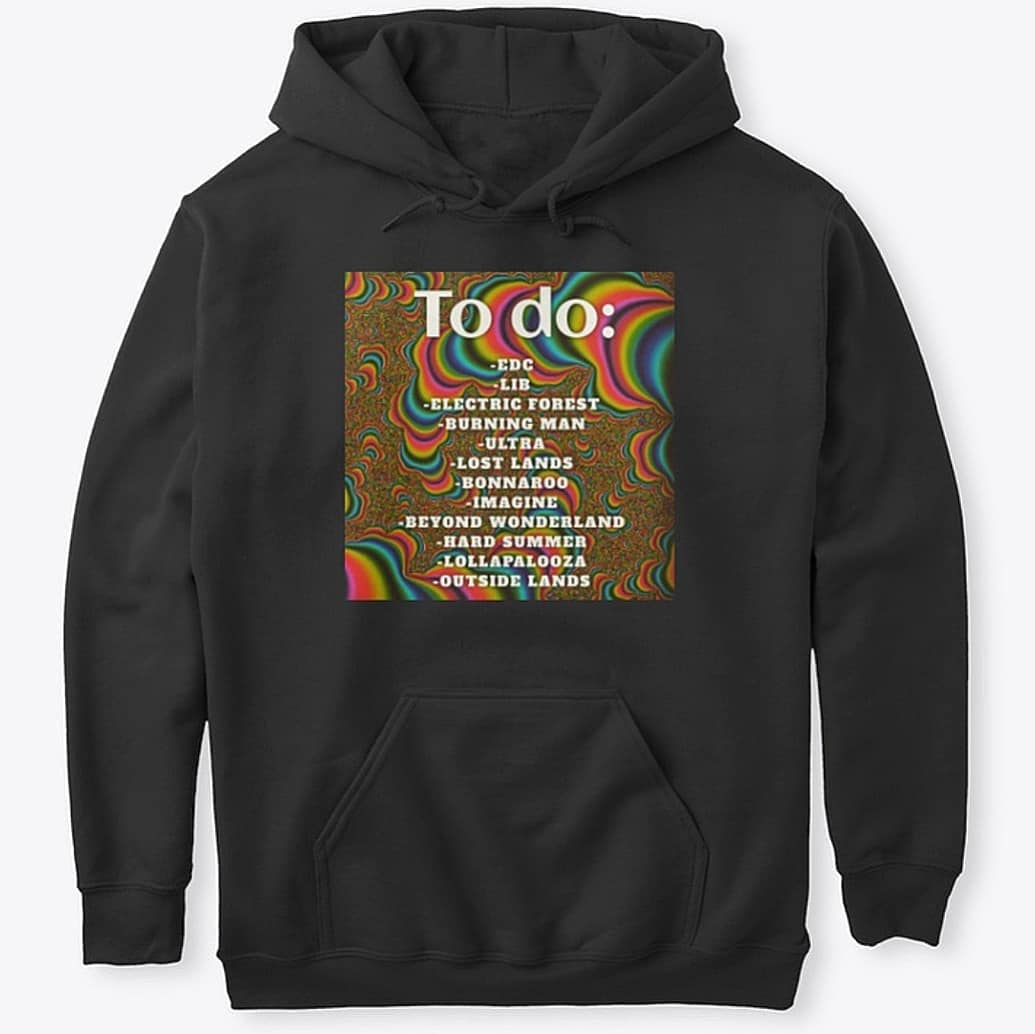 To do:
-EDC
-LIB
-ELECTRIC FOREST
-BURNING MAN
-ULTRA
-LOST LANDS
-BONNAROO
-IMAGINE
-BEYOND WONDERLAND
-HARD SUMMER
-LOLLAPALOOZA
-OUTSIDE LANDS